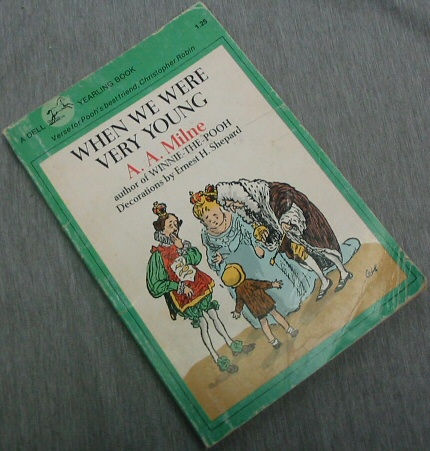 A DELL YEARLING BOOK
1.25
Verse for Pooh's best friend, Christopher Robin
WHEN WE WERE
VERY YOUNG
A. A. Milne
author of WINNIE-THE-POOH
Decorations by Ernest H. Shepard